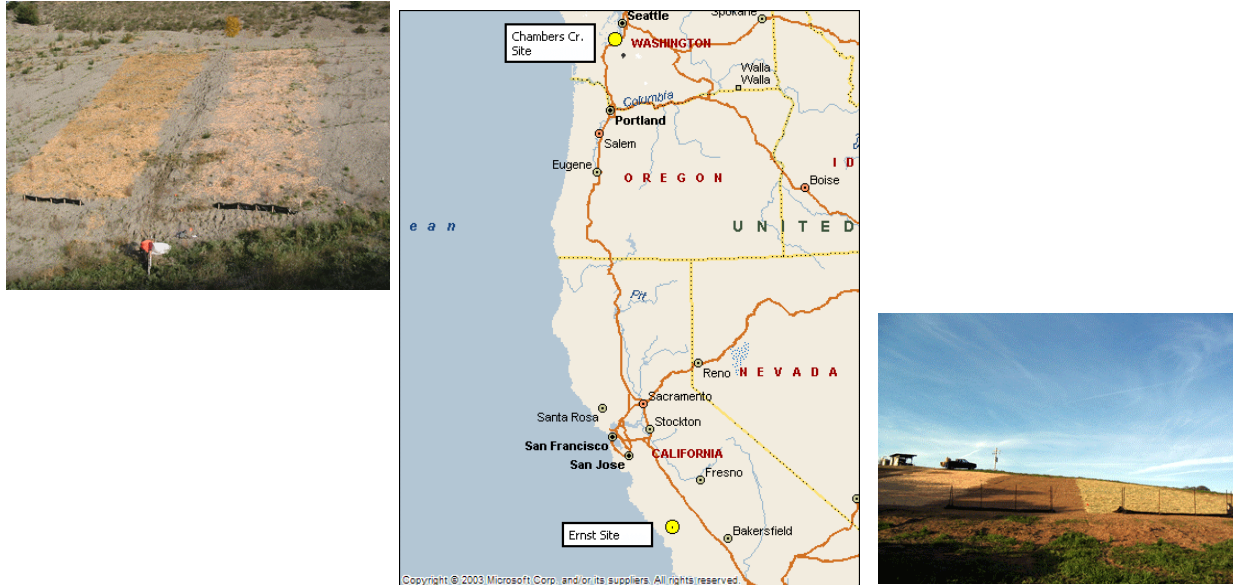 Seattle
Spokane
Chambers Cr.
Site
WASHINGTON
Walla
Walla
Columbia
Portland
Salem
I D
Eugene
OREGON
Boise
ean
UNITED
Pit
Reno
NEVADA
Sacramento
Santa Rosa
Stockton
San Francisco
CALIFORNIA
San Jose
Fresno
Ernst Site
Bakersfield
Copyright © 2003 Microsoft Corp. and/or its suppliers. All rights reserved.